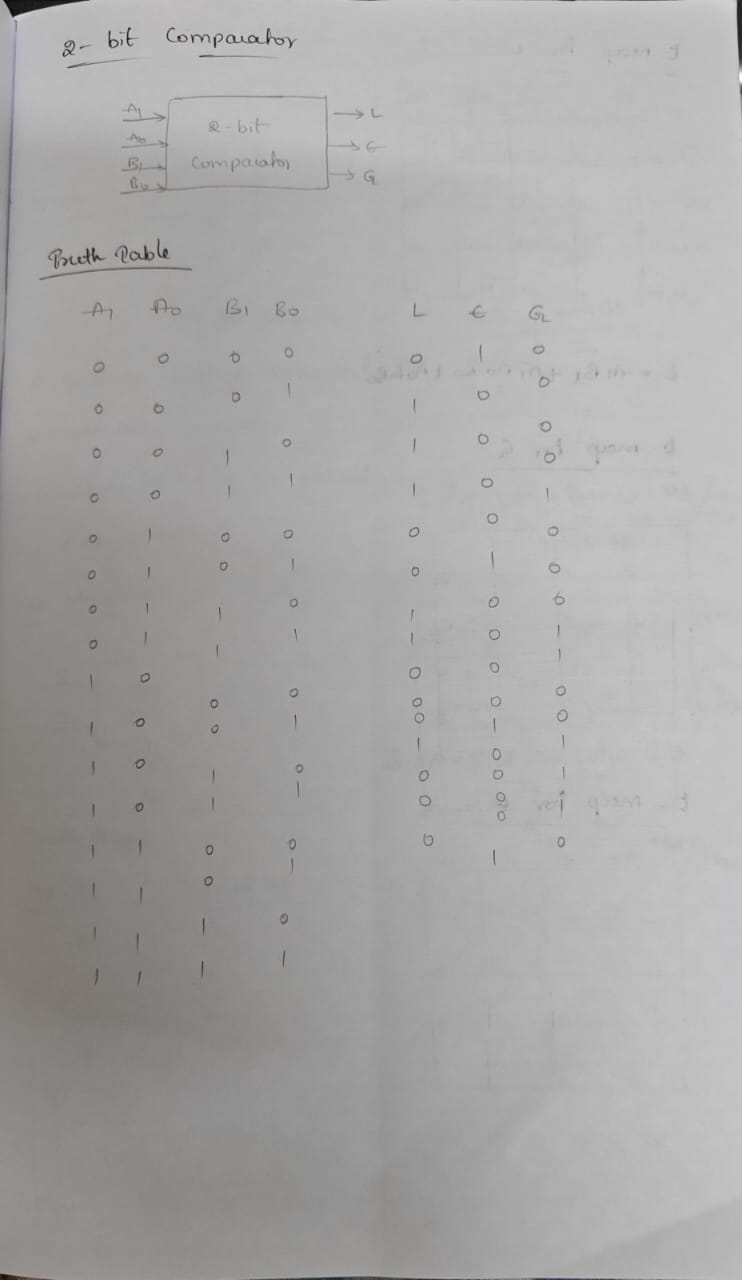 2-bit Comparator
A1
A0
B1
B0
2-bit
Comparator
L
E
G
Truth Table
A1 A0 B1 B0 L E G
0 0 0 0 0 1 0
0 0 0 1 1 0 0
0 0 1 0 1 0 0
0 0 1 1 1 0 0
0 1 0 0 0 0 1
0 1 0 1 0 1 0
0 1 1 0 1 0 0
0 1 1 1 1 0 0
1 0 0 0 0 0 1
1 0 0 1 0 0 1
1 0 1 0 0 1 0
1 0 1 1 1 0 0
1 1 0 0 0 0 1
1 1 0 1 0 0 1
1 1 1 0 0 1
1 1 1 1 0 1 0